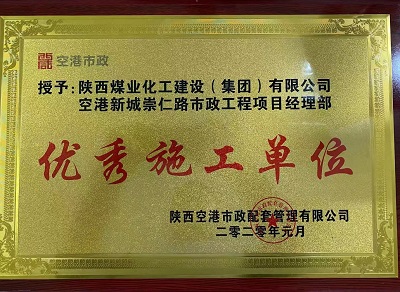 空港市政
授予:陕西煤业化工建设(集团)有限公司
空港新城崇仁路市政工程项目经理部
优秀施工单位
陕西空港市政配套管理有限公司
二零二零年元月